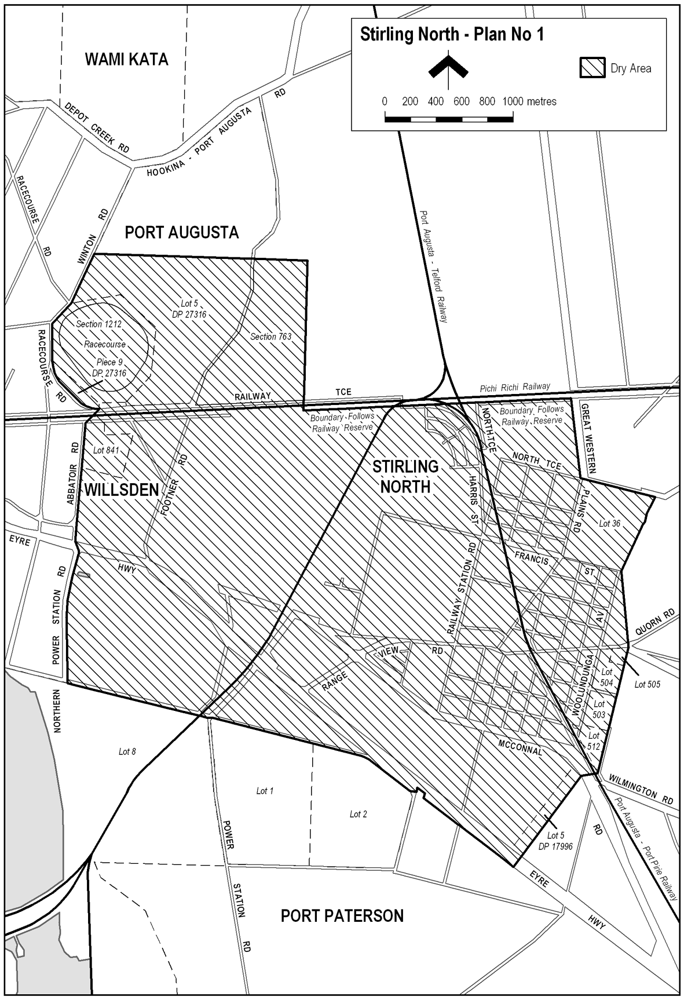 Stirling North - Plan No 1
Dry Area
0 200 400 600 800 1000 metres
WAMI KATA
DEPOT CREEK RD
HOOKINA - PORT AUGUSTA RD
RACECOURSE RD
WINTON RD
PORT AUGUSTA
Port Augusta - Telford Railway
Lot 5
DP 27316
Section 1212
Racecourse
Section 763
Piece 9
DP 27316
RACECOURSE RD
RAILWAY TCE
Pichi Richi Railway
Boundary Follows
Railway Reserve
NORTH TCE
Boundary Follows
Railway Reserve
GREAT WESTERN
PLAINS RD
Lot 841
ABBATOIR RD
WILLSDEN
FOOTNER RD
STIRLING
NORTH
HARRIS ST
NORTH TCE
Lot 36
EYRE HWY
FRANCIS ST
RAILWAY STATION RD
NORTHERN POWER STATION RD
WOOLUNDUNGA AV
QUORN RD
RANGE VIEW RD
L
Lot
504
Lot 505
Lot
503
Lot
512
MCCONNAL RD
Lot 8
Lot 1
Lot 2
WILMINGTON RD
Port Augusta - Port Pirie Railway
Lot 5
DP 17996
POWER STATION RD
EYRE HWY
PORT PATERSON